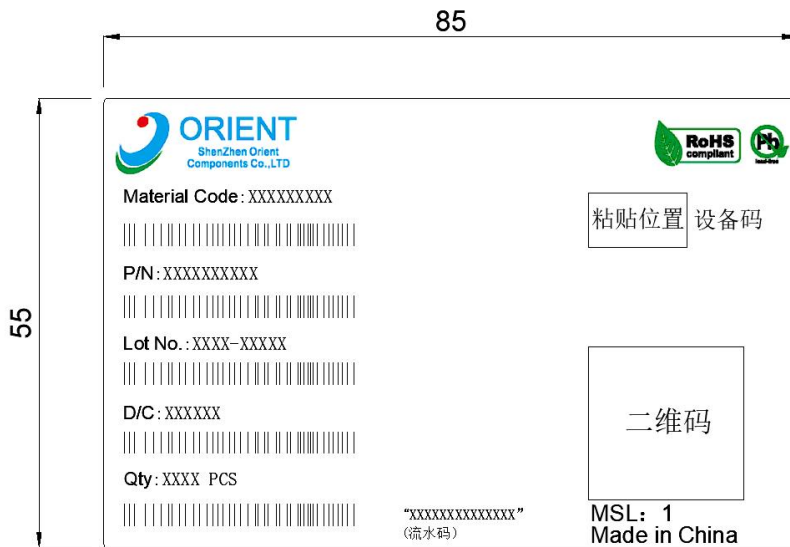 85
55
ORIENT
ShenZhen Orient
Components Co.,LTD
RoHS
compliant
Pb
lead-free
Material Code: XXXXXXXXX
粘贴位置 设备码
P/N: XXXXXXXXXX
Lot No.: XXXX-XXXXX
D/C: XXXXXX
二维码
Qty: XXXX PCS
“XXXXXXXXXXXXXX”
(流水码)
MSL: 1
Made in China